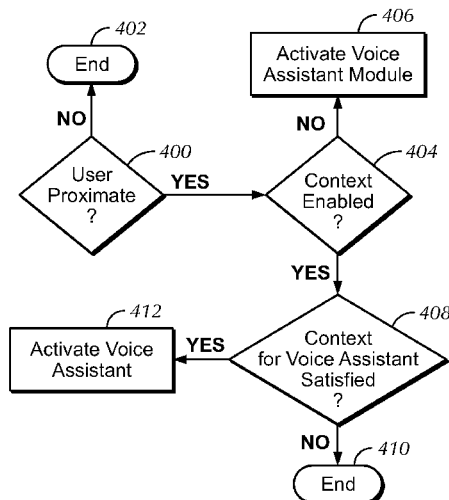 402
End
406
Activate Voice
Assistant Module
NO
NO
400
User
Proximate
?
YES
404
Context
Enabled
?
YES
412
Activate Voice
Assistant
YES
408
Context
for Voice Assistant
Satisfied
?
NO
410
End